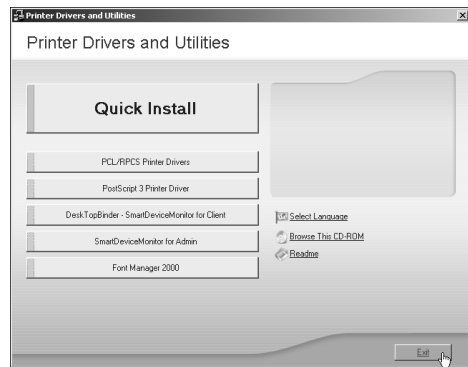 Printer Drivers and Utilities
Printer Drivers and Utilities
Quick Install
PCL/RPCS Printer Drivers
PostScript 3 Printer Driver
DeskTopBinder - SmartDeviceMonitor for Client
SmartDeviceMonitor for Admin
Font Manager 2000
Select Language
Browse This CD-ROM
Readme
Exit